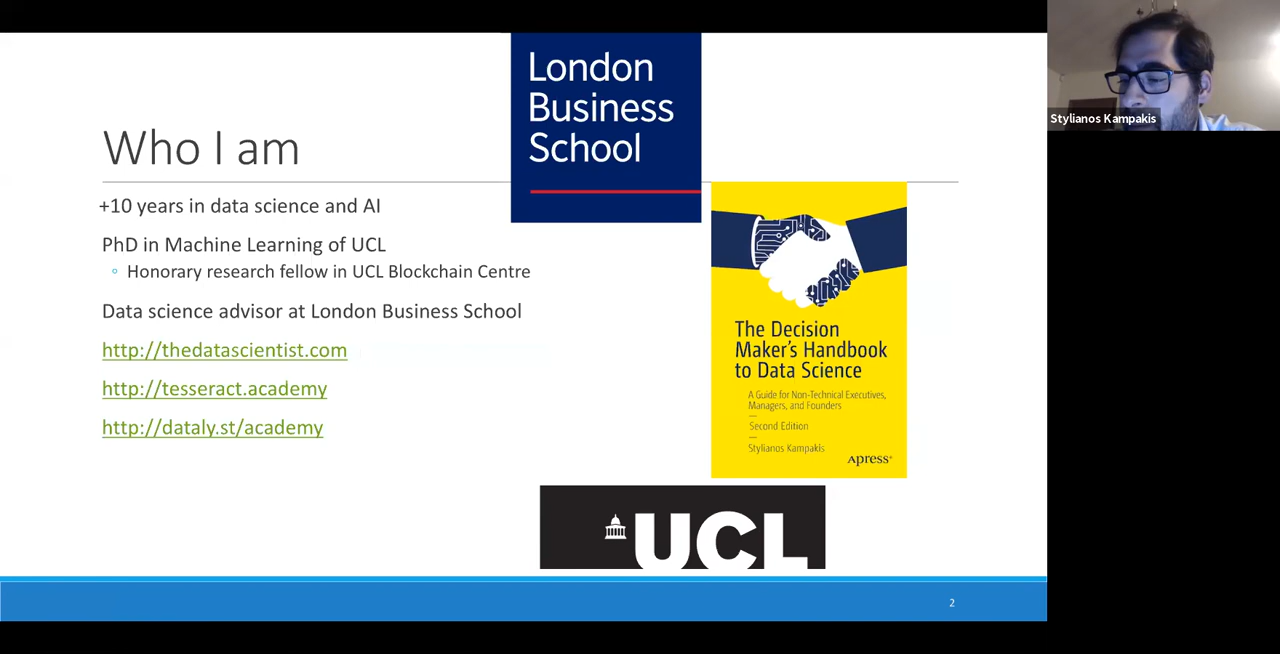 London
Business
School
Who I am
+10 years in data science and AI
PhD in Machine Learning of UCL
◦ Honorary research fellow in UCL Blockchain Centre
Data science advisor at London Business School
http://thedatascientist.com
http://tesseract.academy
http://dataly.st/academy
The Decision
Maker's Handbook
to Data Science
A Guide for Non-Technical Executives,
Managers, and Founders
Second Edition
Stylianos Kampakis
Apress®
UCL
2
Stylianos Kampakis